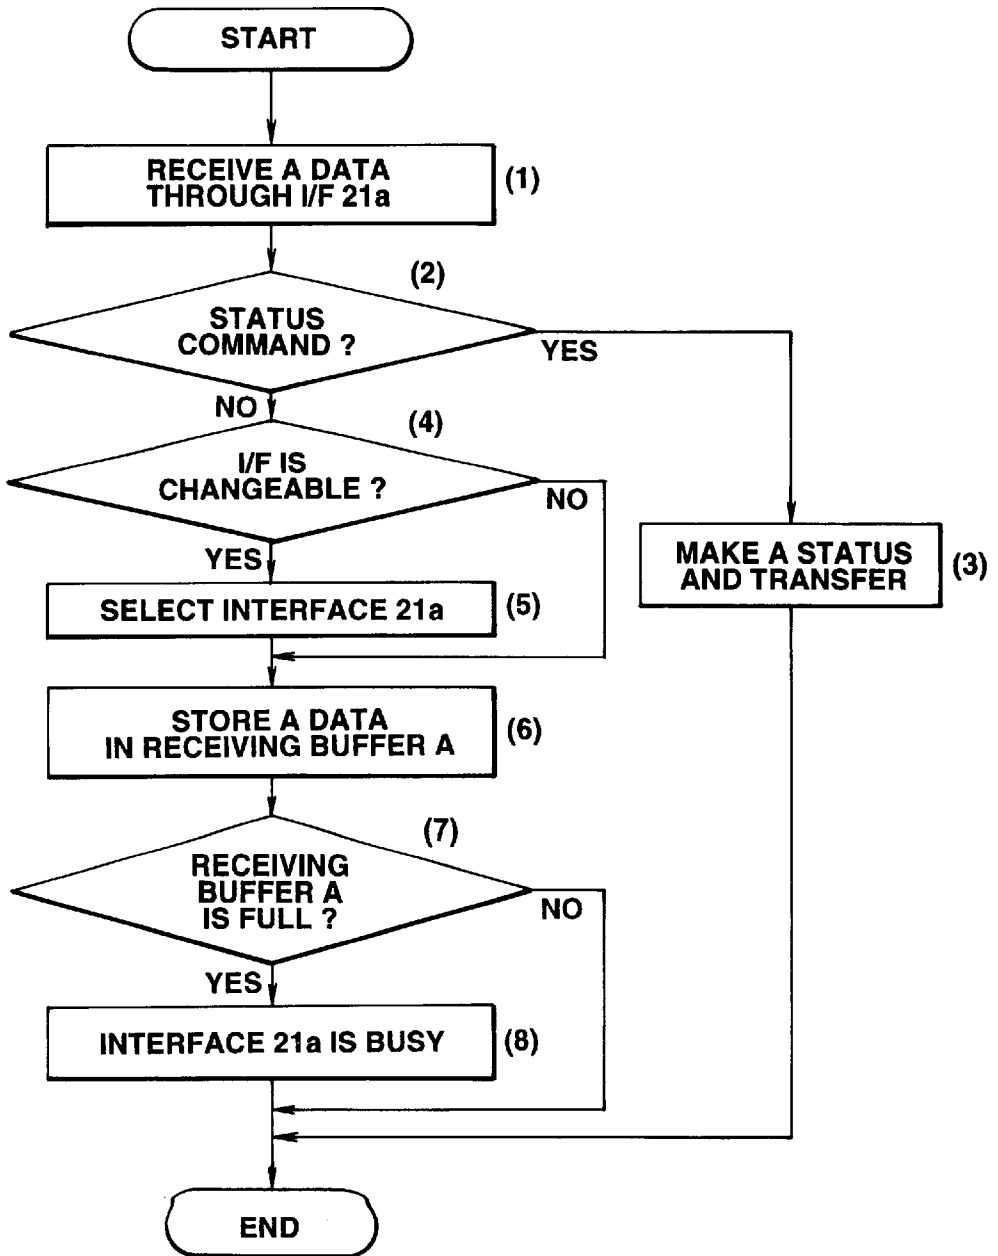 START
RECEIVE A DATA
THROUGH I/F 21a
(1)
(2)
STATUS
COMMAND ?
YES
NO
(4)
I/F IS
CHANGEABLE ?
NO
YES
MAKE A STATUS
AND TRANSFER
(3)
SELECT INTERFACE 21a
(5)
STORE A DATA
IN RECEIVING BUFFER A
(6)
(7)
RECEIVING
BUFFER A
IS FULL ?
NO
YES
INTERFACE 21a IS BUSY
(8)
END